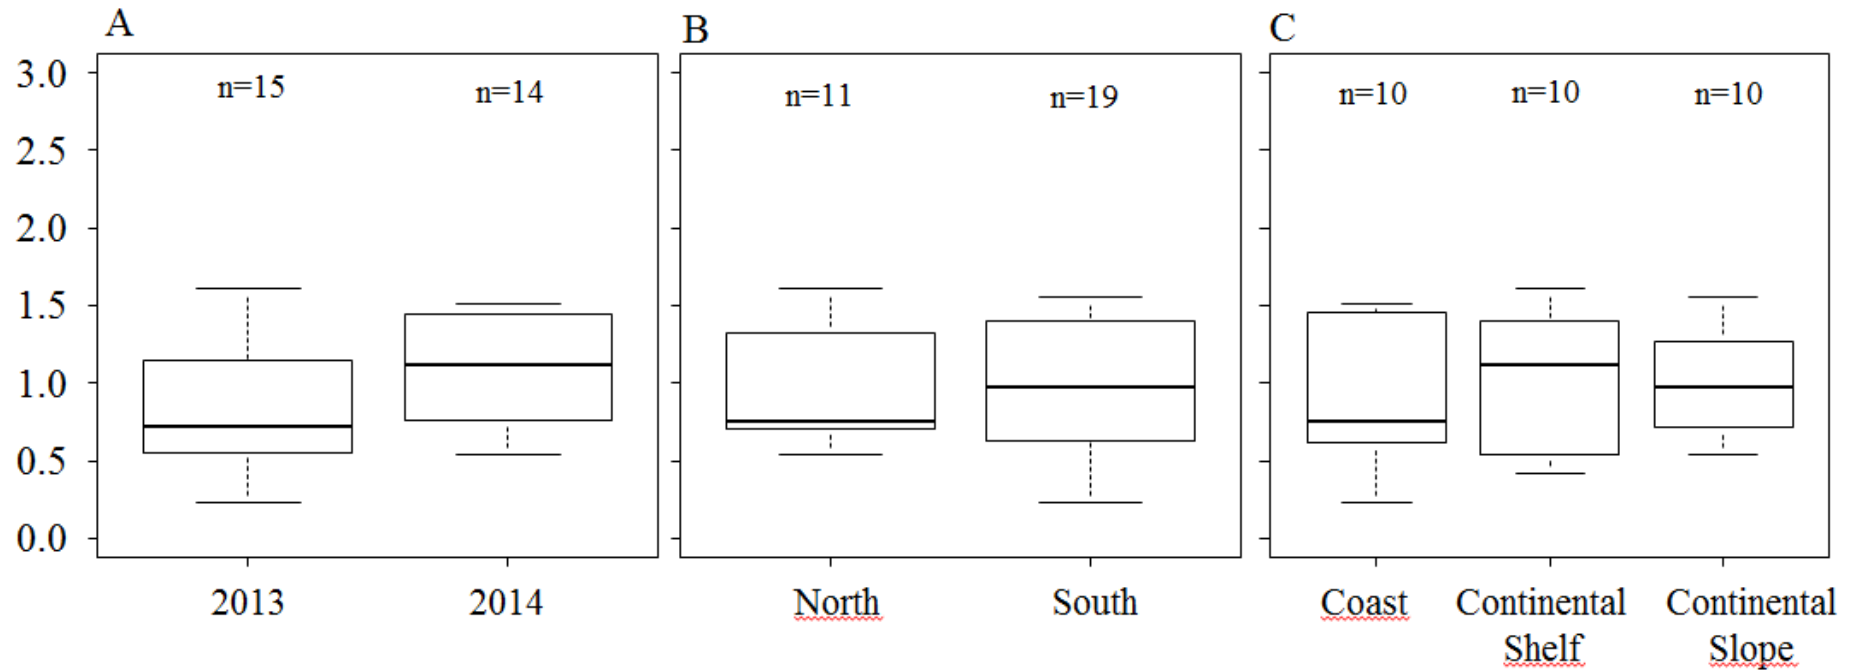 A
B
C
n=15
n=14
n=11
n=19
n=10
n=10
n=10
3.0
2.5
2.0
1.5
1.0
0.5
0.0
2013
2014
North
South
Coast
Continental
Shelf
Continental
Slope